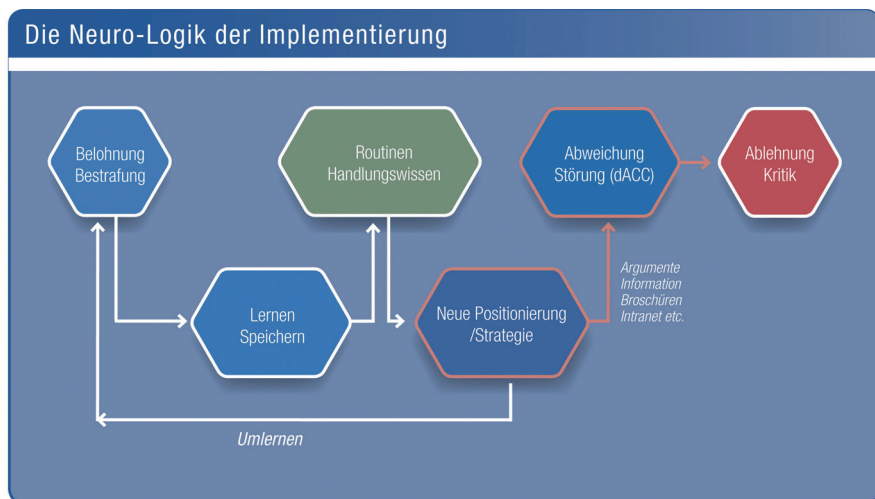 Die Neuro-Logik der Implementierung
Belohnung
Bestrafung
Routinen
Handlungswissen
Abweichung
Störung (dACC)
Ablehnung
Kritik
Lernen
Speichern
Neue Positionierung
/Strategie
Argumente
Information
Broschüren
Intranet etc.
Umlernen